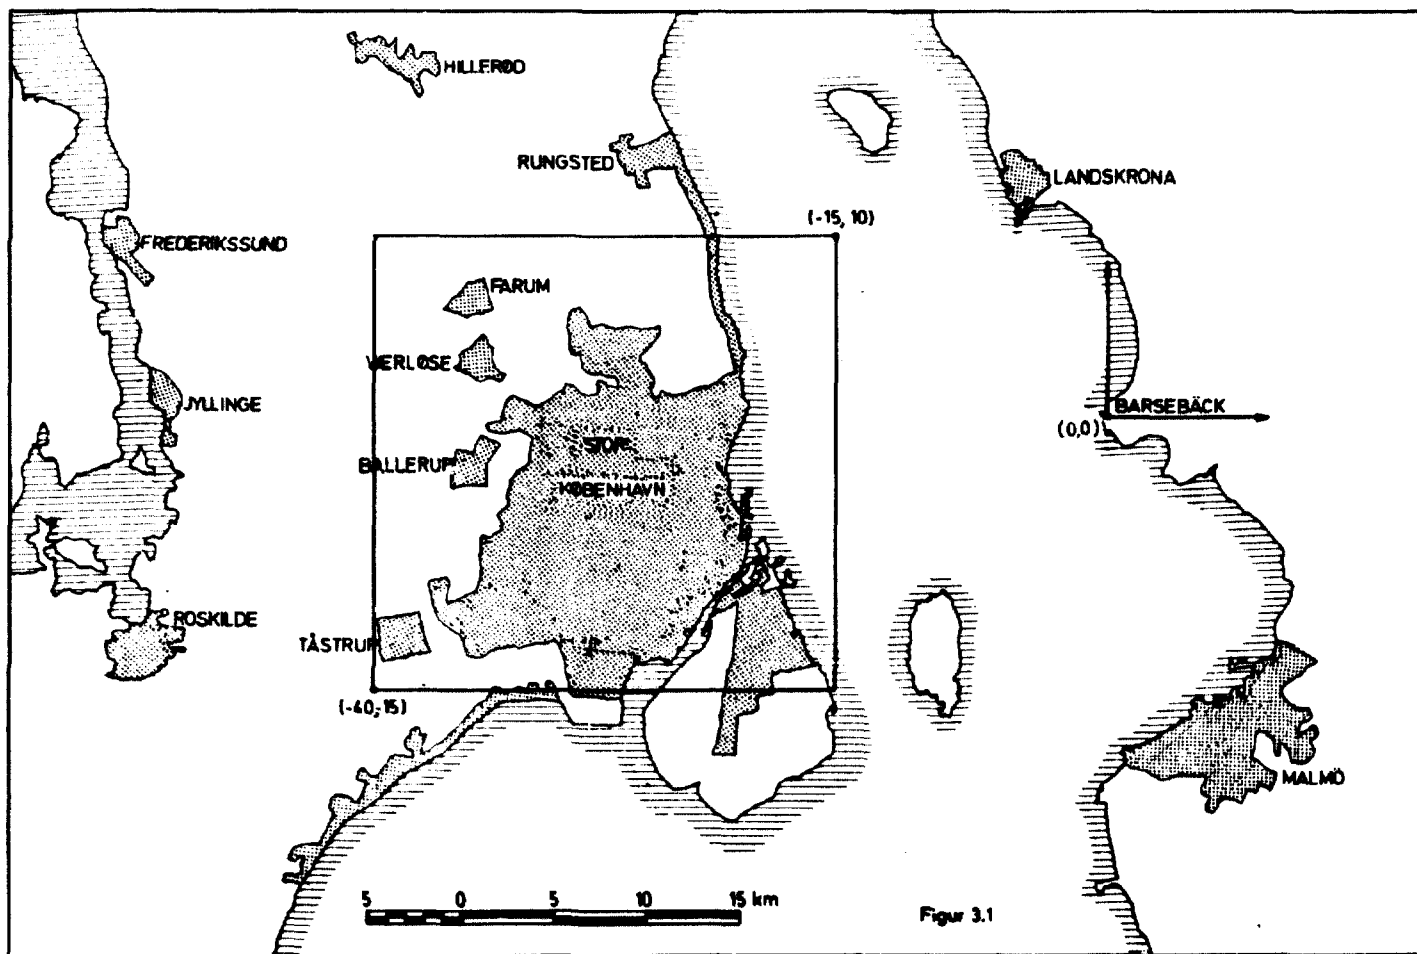 HILLERØD
RUNGSTED
LANDSKRONA
(-15, 10)
FREDERIKSSUND
FARUM
VÆRLØSE
JYLLINGE
BARSEBÄCK
(0,0)
STOR-
BALLERUP
KØBENHAVN
ROSKILDE
TÅSTRUP
(-40,-15)
MALMÖ
5 0 5 10 15 km
Figur 3.1